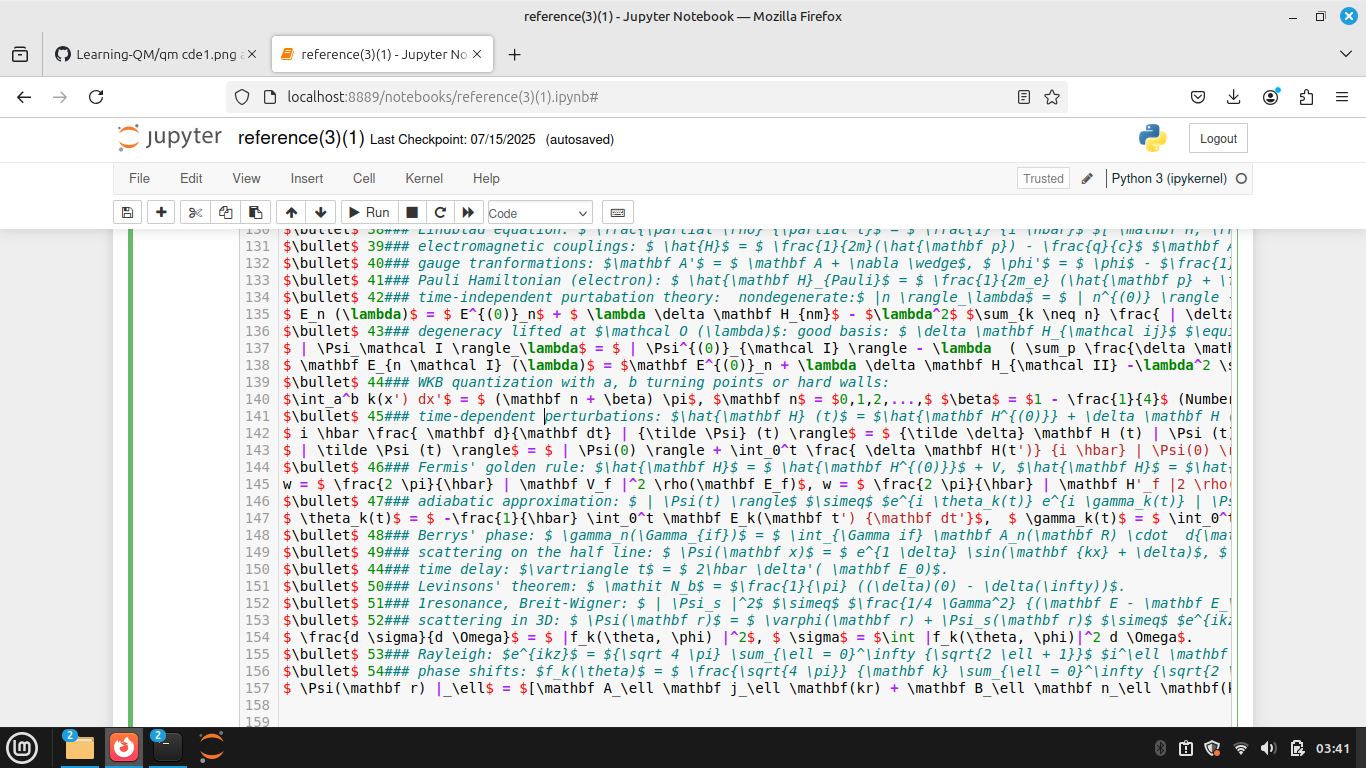 reference(3)(1) - Jupyter Notebook — Mozilla Firefox
Learning-QM/qm cde1.png a
reference(3)(1) - Jupyter No
localhost:8889/notebooks/reference(3)(1).ipynb#
jupyter reference(3)(1) Last Checkpoint: 07/15/2025 (autosaved)
Logout
File Edit View Insert Cell Kernel Help
Trusted
Python 3 (ipykernel)
Run
Code
130 $\bullet$ 38### Lindblad equation: $ \frac{\partial \rho} {\partial t}$ = $ \frac{1} {i \hbar}$ $[ \mathbf H,
131 $\bullet$ 39### electromagnetic couplings: $ \hat{H}$ = $ \frac{1}{2m}(\hat{\mathbf p}) - \frac{q}{c}$ $\mathbf A
132 $\bullet$ 40### gauge tranformations: $\mathbf A'$ = $ \mathbf A + \nabla \wedge$, $ \phi'$ = $ \phi$ - $\frac{1}
133 $\bullet$ 41### Pauli Hamiltonian (electron): $ \hat{\mathbf H}_{Pauli}$ = $ \frac{1}{2m_e} (\hat{\mathbf p} + \f
134 $\bullet$ 42### time-independent purtabation theory:  nondegenerate:$ |n \rangle_\lambda$ = $ | n^{(0)} \rangle -
135 $ E_n (\lambda)$ = $ E^{(0)}_n$ + $ \lambda \delta \mathbf H_{nm}$ - $\lambda^2$ $\sum_{k \neq n} \frac{ | \delta
136 $\bullet$ 43### degeneracy lifted at $\mathcal O (\lambda)$: good basis: $ \delta \mathbf H_{\mathcal ij}$ $\equi
137 $ | \Psi_\mathcal I \rangle_\lambda$ = $ | \Psi^{(0)}_{\mathcal I} \rangle - \lambda  ( \sum_p \frac{\delta \math
138 $ \mathbf E_{n \mathcal I} (\lambda)$ = $\mathbf E^{(0)}_n + \lambda \delta \mathbf H_{\mathcal II} -\lambda^2 \s
139 $\bullet$ 44### WKB quantization with a, b turning points or hard walls:
140 $\int_a^b k(x') dx'$ = $ (\mathbf n + \beta) \pi$, $\mathbf n$ = $0,1,2,...,$ $\beta$ = $1 - \frac{1}{4}$ (Number
141 $\bullet$ 45### time-dependent perturbations: $\hat{\mathbf H} (t)$ = $\hat{\mathbf H^{(0)}} + \delta \mathbf H (
142 $ i \hbar \frac{ \mathbf d}{\mathbf dt} | {\tilde \Psi} (t) \rangle$ = $ {\tilde \delta} \mathbf H (t) | \Psi (t)
143 $ | \tilde \Psi (t) \rangle$ = $ | \Psi(0) \rangle + \int_0^t \frac{ \delta \mathbf H(t')} {i \hbar} | \Psi(0) \r
144 $\bullet$ 46### Fermis' golden rule: $\hat{\mathbf H}$ = $ \hat{\mathbf H^{(0)}}$ + V, $\hat{\mathbf H}$ = $\hat
145 w = $ \frac{2 \pi}{\hbar} | \mathbf V_f |^2 \rho(\mathbf E_f)$, w = $ \frac{2 \pi}{\hbar} | \mathbf H'_f |2 \rho(
146 $\bullet$ 47### adiabatic approximation: $ | \Psi(t) \rangle$ $\simeq$ $e^{i \theta_k(t)} e^{i \gamma_k(t)} | \Ps
147 $ \theta_k(t)$ = $ -\frac{1}{\hbar} \int_0^t \mathbf E_k(\mathbf t') {\mathbf dt'}$,  $ \gamma_k(t)$ = $ \int_0^t
148 $\bullet$ 48### Berrys' phase: $ \gamma_n(\Gamma_{if})$ = $ \int_{\Gamma if} \mathbf A_n(\mathbf R) \cdot  d{\mat
149 $\bullet$ 49### scattering on the half line: $ \Psi(\mathbf x)$ = $ e^{1 \delta} \sin(\mathbf {kx} + \delta)$, $
150 $\bullet$ 44### time delay: $\vartriangle t$ = $ 2\hbar \delta'( \mathbf E_0)$.
151 $\bullet$ 50### Levinsons' theorem: $ \mathit N_b$ = $\frac{1}{\pi} ((\delta)(0) - \delta(\infty))$.
152 $\bullet$ 51### 1resonance, Breit-Wigner: $ | \Psi_s |^2$ $\simeq$ $\frac{1/4 \Gamma^2} {(\mathbf E - \mathbf E_\
153 $\bullet$ 52### scattering in 3D: $ \Psi(\mathbf r)$ = $ \varphi(\mathbf r) + \Psi_s(\mathbf r)$ $\simeq$ $e^{ikz
154 $ \frac{d \sigma}{d \Omega}$ = $ |f_k(\theta, \phi) |^2$, $ \sigma$ = $\int |f_k(\theta, \phi)|^2 d \Omega$.
155 $\bullet$ 53### Rayleigh: $e^{ikz}$ = ${\sqrt 4 \pi} \sum_{\ell = 0}^\infty {\sqrt{2 \ell + 1}}$ $i^\ell \mathbf
156 $\bullet$ 54### phase shifts: $f_k(\theta)$ = $ \frac{\sqrt{4 \pi}} {\mathbf k} \sum_{\ell = 0}^\infty {\sqrt{2 \
157 $ \Psi(\mathbf r) |_\ell$ = $[\mathbf A_\ell \mathbf j_\ell \mathbf(kr) + \mathbf B_\ell \mathbf n_\ell \mathbf(k
158
159
2 2 03:41